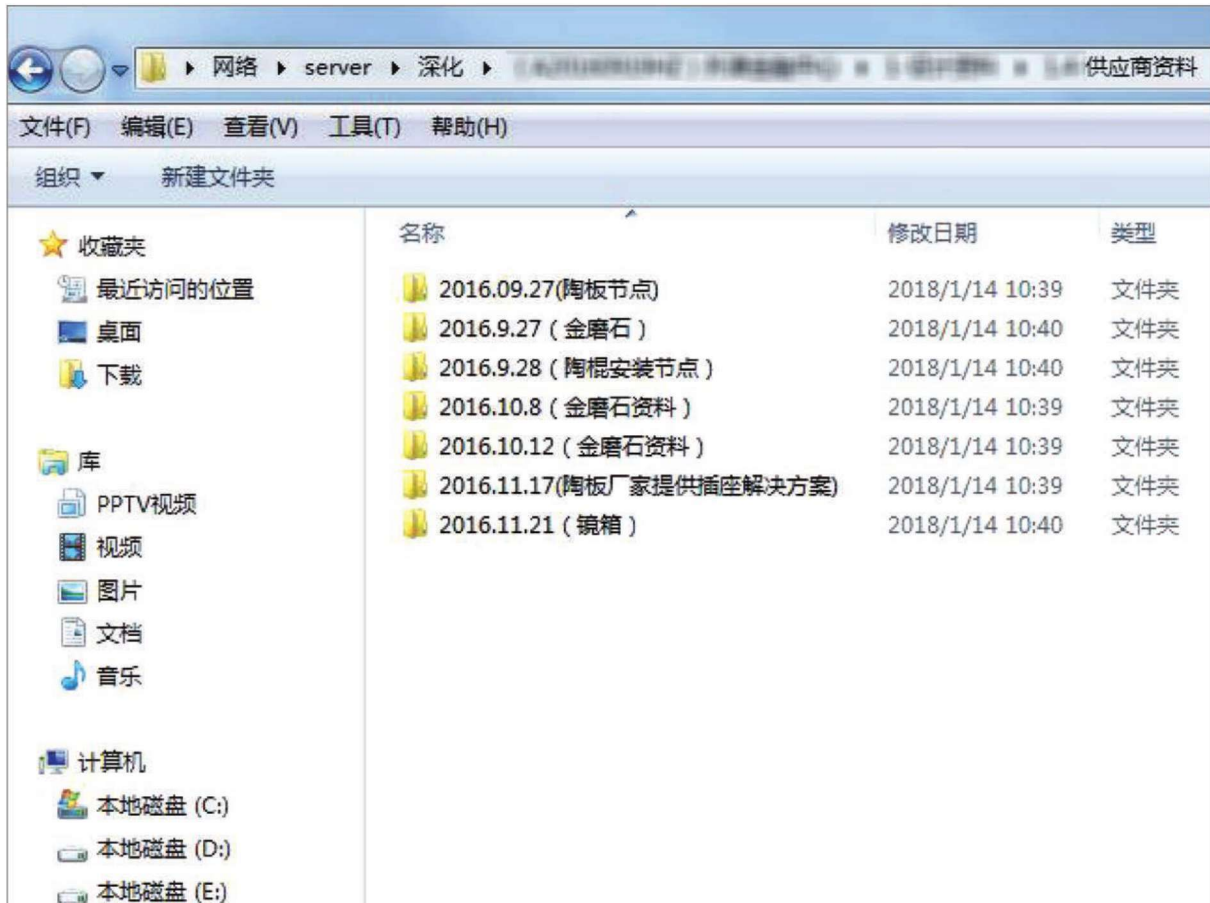 网络 server 深化 供应商资料
文件(F) 编辑(E) 查看(V) 工具(T) 帮助(H)
组织 新建文件夹
收藏夹
最近访问的位置
桌面
下载
库
PPTV视频
视频
图片
文档
音乐
计算机
本地磁盘 (C:)
本地磁盘 (D:)
本地磁盘 (E:)
名称 修改日期 类型
2016.09.27(陶板节点) 2018/1/14 10:39 文件夹
2016.9.27（金磨石） 2018/1/14 10:40 文件夹
2016.9.28（陶棍安装节点） 2018/1/14 10:40 文件夹
2016.10.8（金磨石资料） 2018/1/14 10:39 文件夹
2016.10.12（金磨石资料） 2018/1/14 10:39 文件夹
2016.11.17(陶板厂家提供插座解决方案) 2018/1/14 10:39 文件夹
2016.11.21（镜箱） 2018/1/14 10:40 文件夹